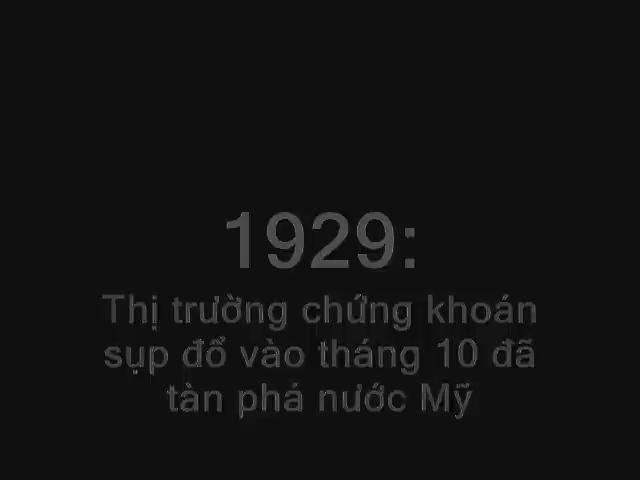 1929:
Thị trường chứng khoán
sụp đổ vào tháng 10 đã
tàn phá nước Mỹ